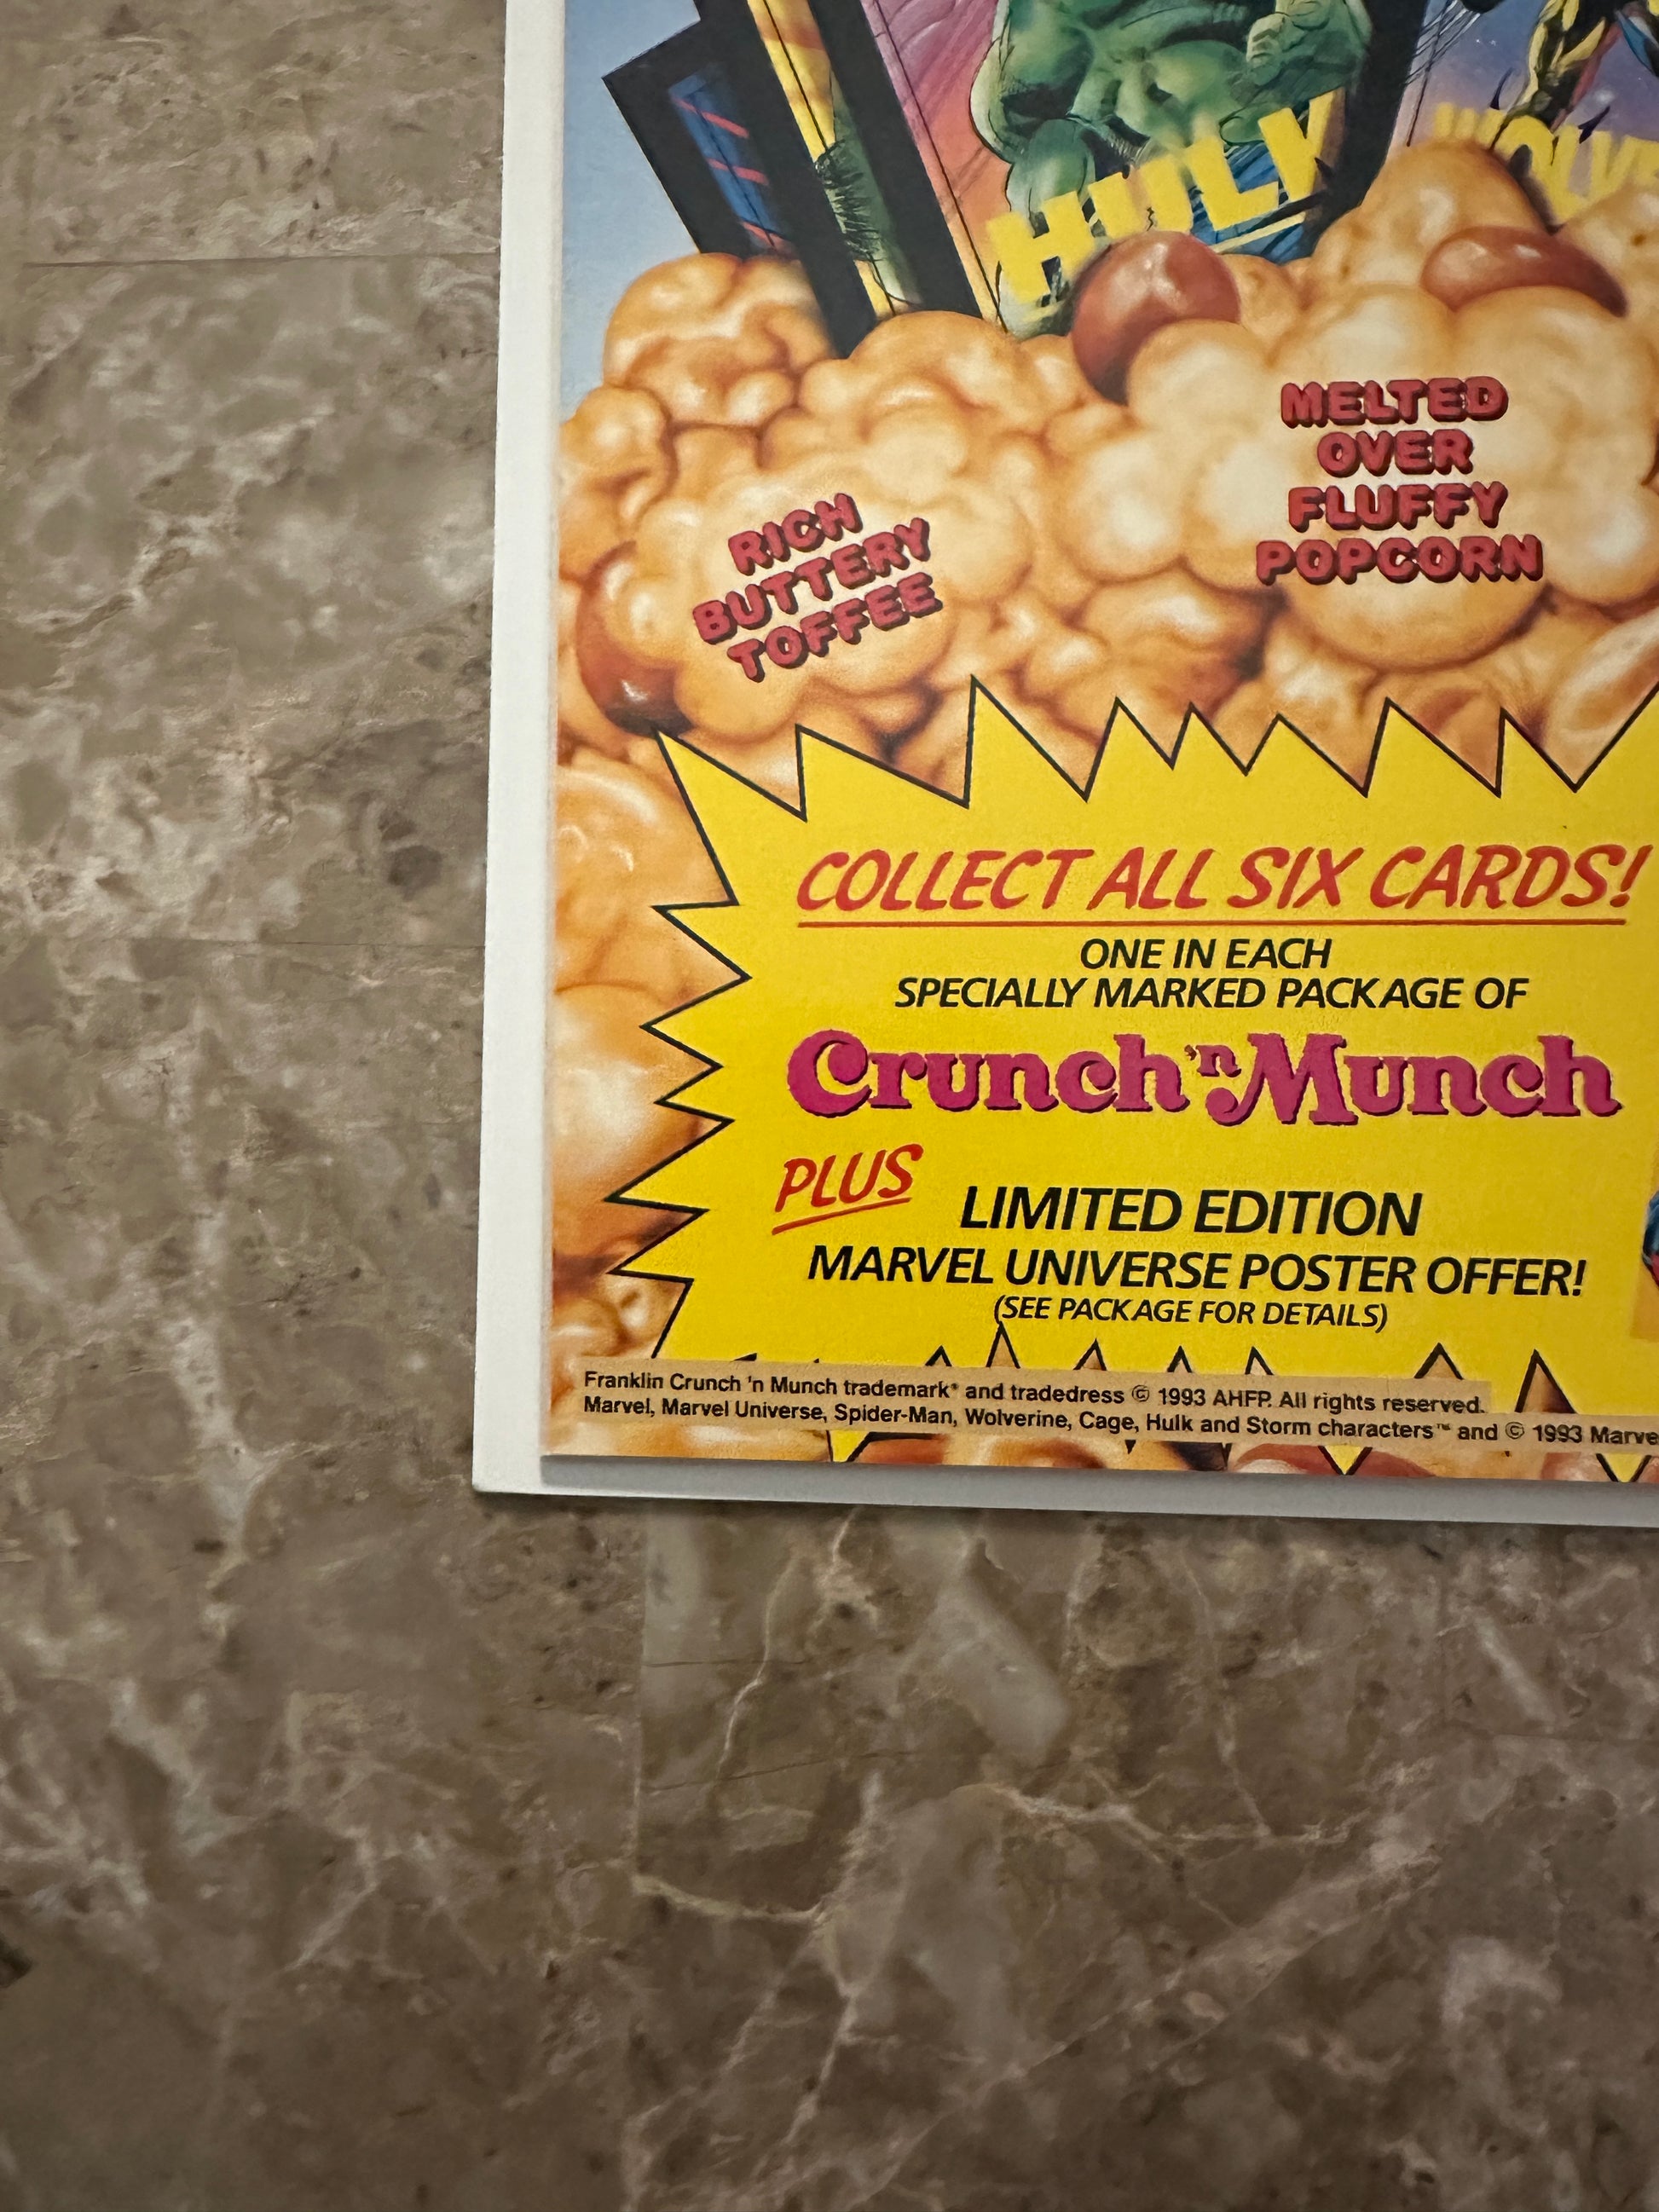 HULK
RICH
BUTTERY
TOFFEE
MELTED
OVER
FLUFFY
POPCORN
COLLECT ALL SIX CARDS!
ONE IN EACH
SPECIALLY MARKED PACKAGE OF
Crunch 'n Munch
PLUS
LIMITED EDITION
MARVEL UNIVERSE POSTER OFFER!
(SEE PACKAGE FOR DETAILS)
Franklin Crunch 'n Munch trademark® and tradedress © 1993 AHFP. All rights reserved.
Marvel, Marvel Universe, Spider-Man, Wolverine, Cage, Hulk and Storm characters™ and © 1993 Marve